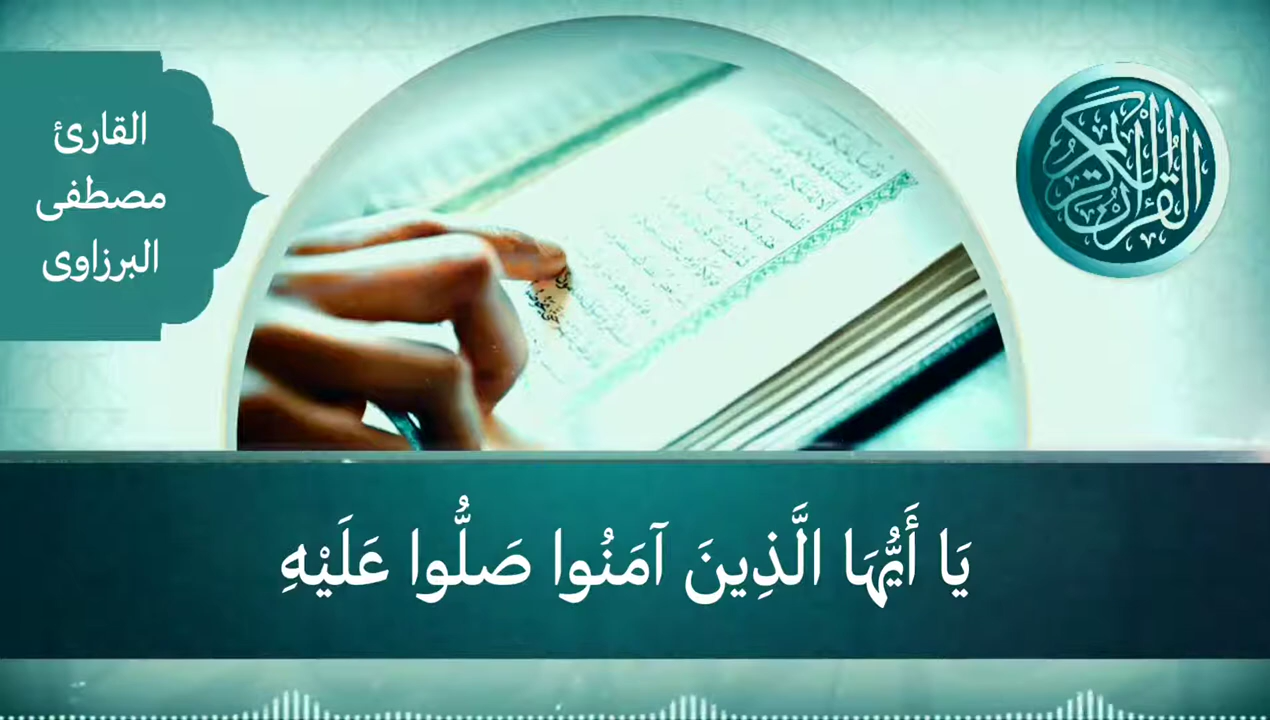 القارئ
مصطفى
البرزاوى
القرآن الكريم
يَا أَيُّهَا الَّذِينَ آمَنُوا صَلُّوا عَلَيْهِ